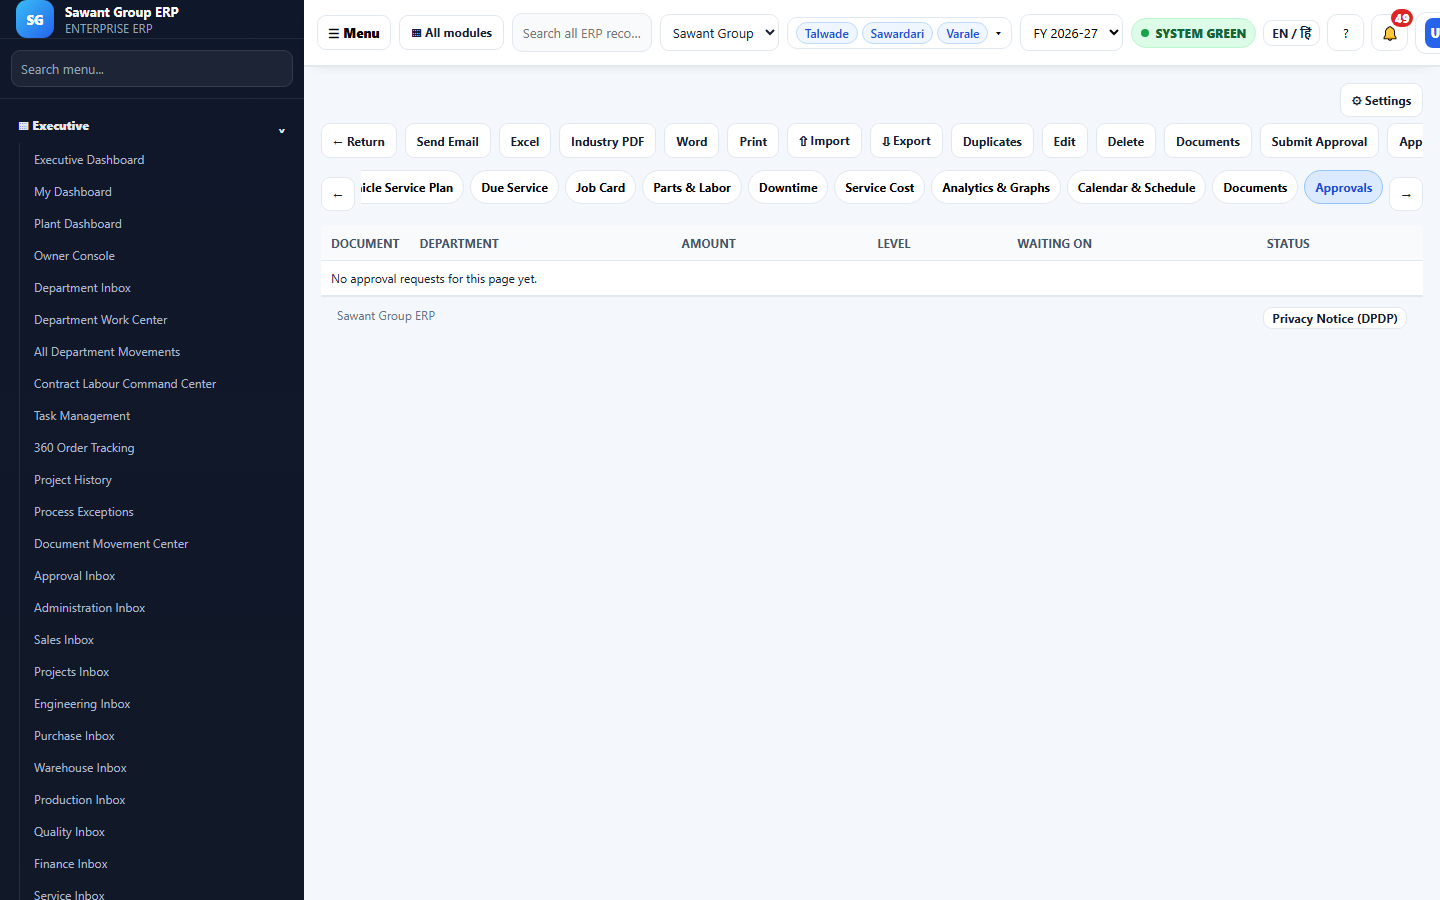 SG
Sawant Group ERP
ENTERPRISE ERP
Search menu...
Executive
Executive Dashboard
My Dashboard
Plant Dashboard
Owner Console
Department Inbox
Department Work Center
All Department Movements
Contract Labour Command Center
Task Management
360 Order Tracking
Project History
Process Exceptions
Document Movement Center
Approval Inbox
Administration Inbox
Sales Inbox
Projects Inbox
Engineering Inbox
Purchase Inbox
Warehouse Inbox
Production Inbox
Quality Inbox
Finance Inbox
Service Inbox
☰ Menu
All modules
Search all ERP reco...
Sawant Group
Talwade Sawardari Varale
FY 2026-27
SYSTEM GREEN
EN / हिं
?
49
U
⚙ Settings
← Return
Send Email
Excel
Industry PDF
Word
Print
⇧ Import
⇩ Export
Duplicates
Edit
Delete
Documents
Submit Approval
App
←
icle Service Plan
Due Service
Job Card
Parts & Labor
Downtime
Service Cost
Analytics & Graphs
Calendar & Schedule
Documents
Approvals
→
DOCUMENT DEPARTMENT AMOUNT LEVEL WAITING ON STATUS
No approval requests for this page yet.
Sawant Group ERP
Privacy Notice (DPDP)